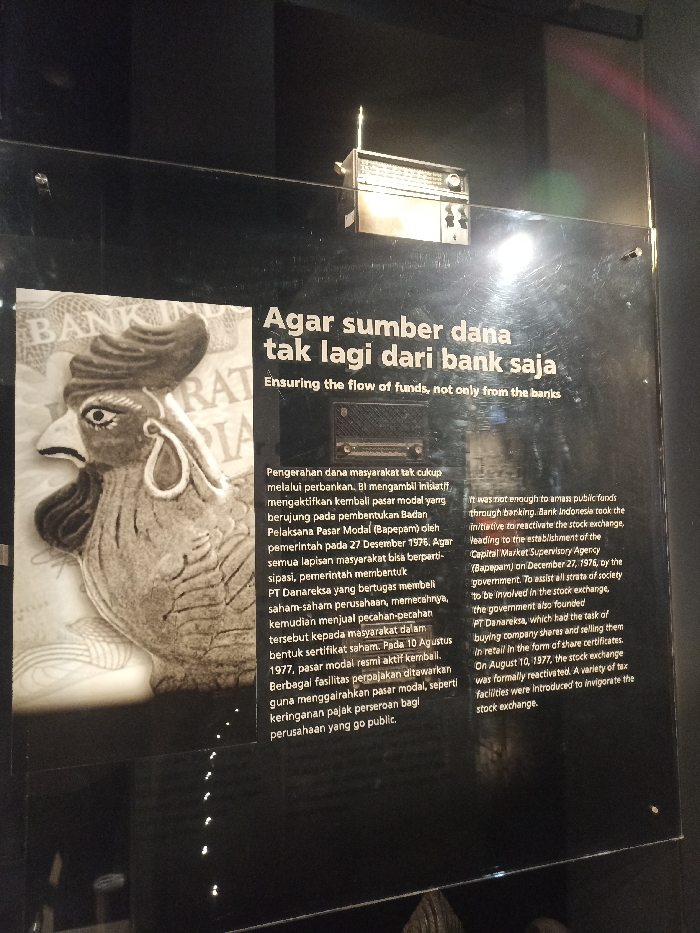 BANK IN
RAT
PIA
Agar sumber dana
tak lagi dari bank saja
Ensuring the flow of funds, not only from the banks
Pengerahan dana masyarakat tak cukup
melalui perbankan. BI mengambil inisiatif
mengaktifkan kembali pasar modal yang
berujung pada pembentukan Badan
Pelaksana Pasar Modal (Bapepam) oleh
pemerintah pada 27 Desember 1976. Agar
semua lapisan masyarakat bisa berparti-
sipasi, pemerintah membentuk
PT Danareksa yang bertugas membeli
saham-saham perusahaan, memecahnya,
kemudian menjual pecahan-pecahan
tersebut kepada masyarakat dalam
bentuk sertifikat saham. Pada 10 Agustus
1977, pasar modal resmi aktif kembali.
Berbagai fasilitas perpajakan ditawarkan
guna menggairahkan pasar modal, seperti
keringanan pajak perseroan bagi
perusahaan yang go public.
It was not enough to amass public funds
through banking. Bank Indonesia took the
initiative to reactivate the stock exchange,
leading to the establishment of the
Capital Market Supervisory Agency
(Bapepam) on December 27, 1976, by the
government. To assist all strata of society
to be involved in the stock exchange,
the government also founded
PT Danareksa, which had the task of
buying company shares and selling them
in retail in the form of share certificates.
On August 10, 1977, the stock exchange
was formally reactivated. A variety of tax
facilities were introduced to invigorate the
stock exchange.